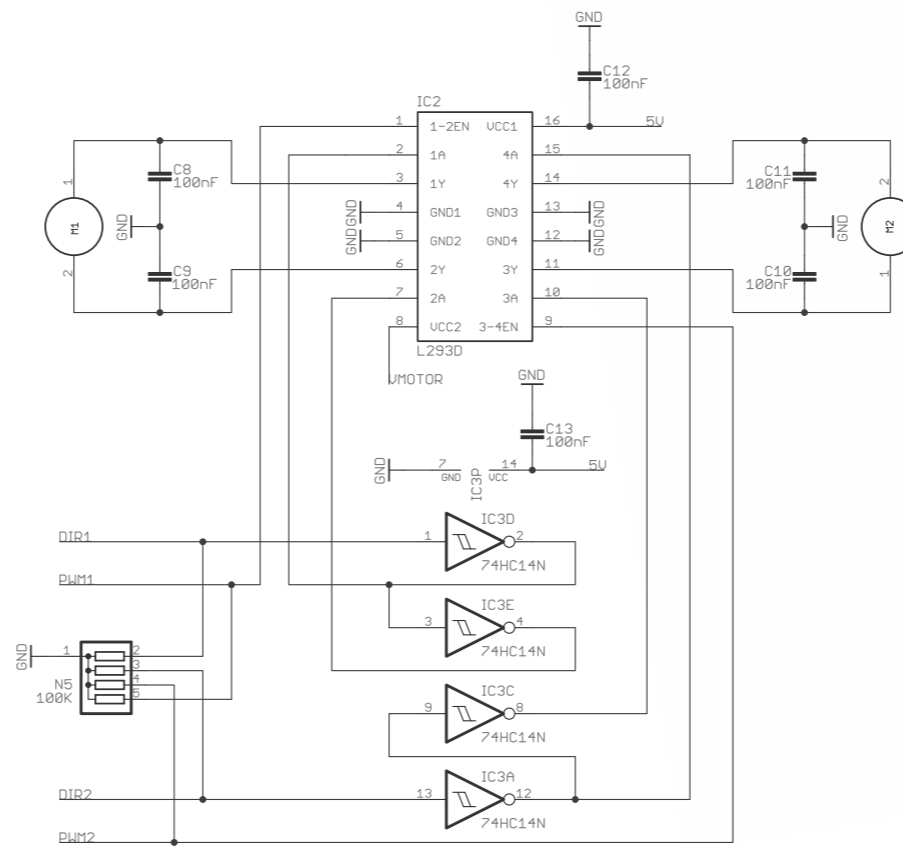 GND
C12
100nF
IC2
1 1-2EN VCC1 16 5V
2 1A 4A 15
1 C8 100nF 3 1Y 4Y 14 C11 100nF 2
GND M1 GND 4 GND1 GND3 13 GND GND M2
GND 5 GND2 GND4 12 GND
2 C9 100nF 6 2Y 3Y 11 C10 100nF 1
7 2A 3A 10
8 VCC2 3-4EN 9
L293D
VMOTOR GND
C13
100nF
GND 7 GND IC3P 14 VCC 5V
IC3D
DIR1 1 2
74HC14N
PWM1
IC3E
3 4
74HC14N
GND 1 2
3
N5 4
100K 5
IC3C
9 8
74HC14N
IC3A
DIR2 13 12
74HC14N
PWM2